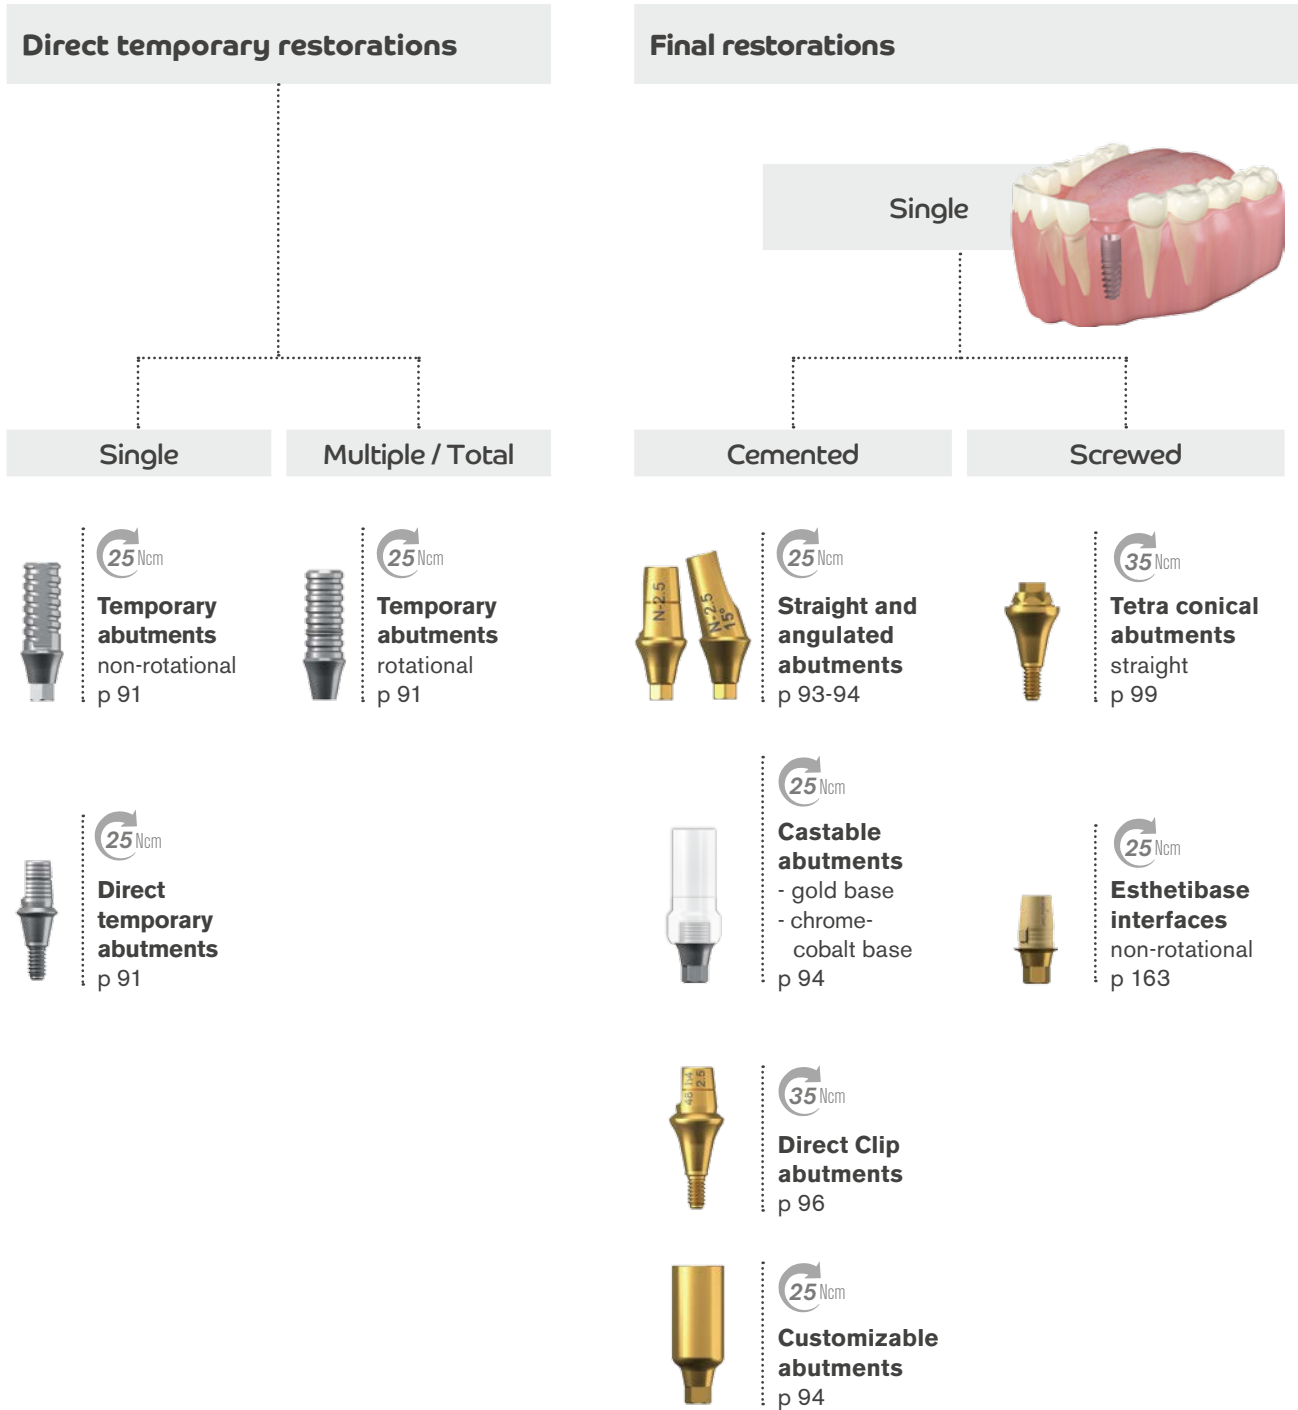 Direct temporary restorations
Final restorations
Single
Single
Multiple / Total
Cemented
Screwed
25 Ncm
Temporary
abutments
non-rotational
p 91
25 Ncm
Direct
temporary
abutments
p 91
25 Ncm
Temporary
abutments
rotational
p 91
N-2.5
N-2.5
15°
25 Ncm
Straight and
angulated
abutments
p 93-94
25 Ncm
Castable
abutments
- gold base
- chrome-
cobalt base
p 94
2.5
35 Ncm
Direct Clip
abutments
p 96
25 Ncm
Customizable
abutments
p 94
35 Ncm
Tetra conical
abutments
straight
p 99
25 Ncm
Esthetibase
interfaces
non-rotational
p 163